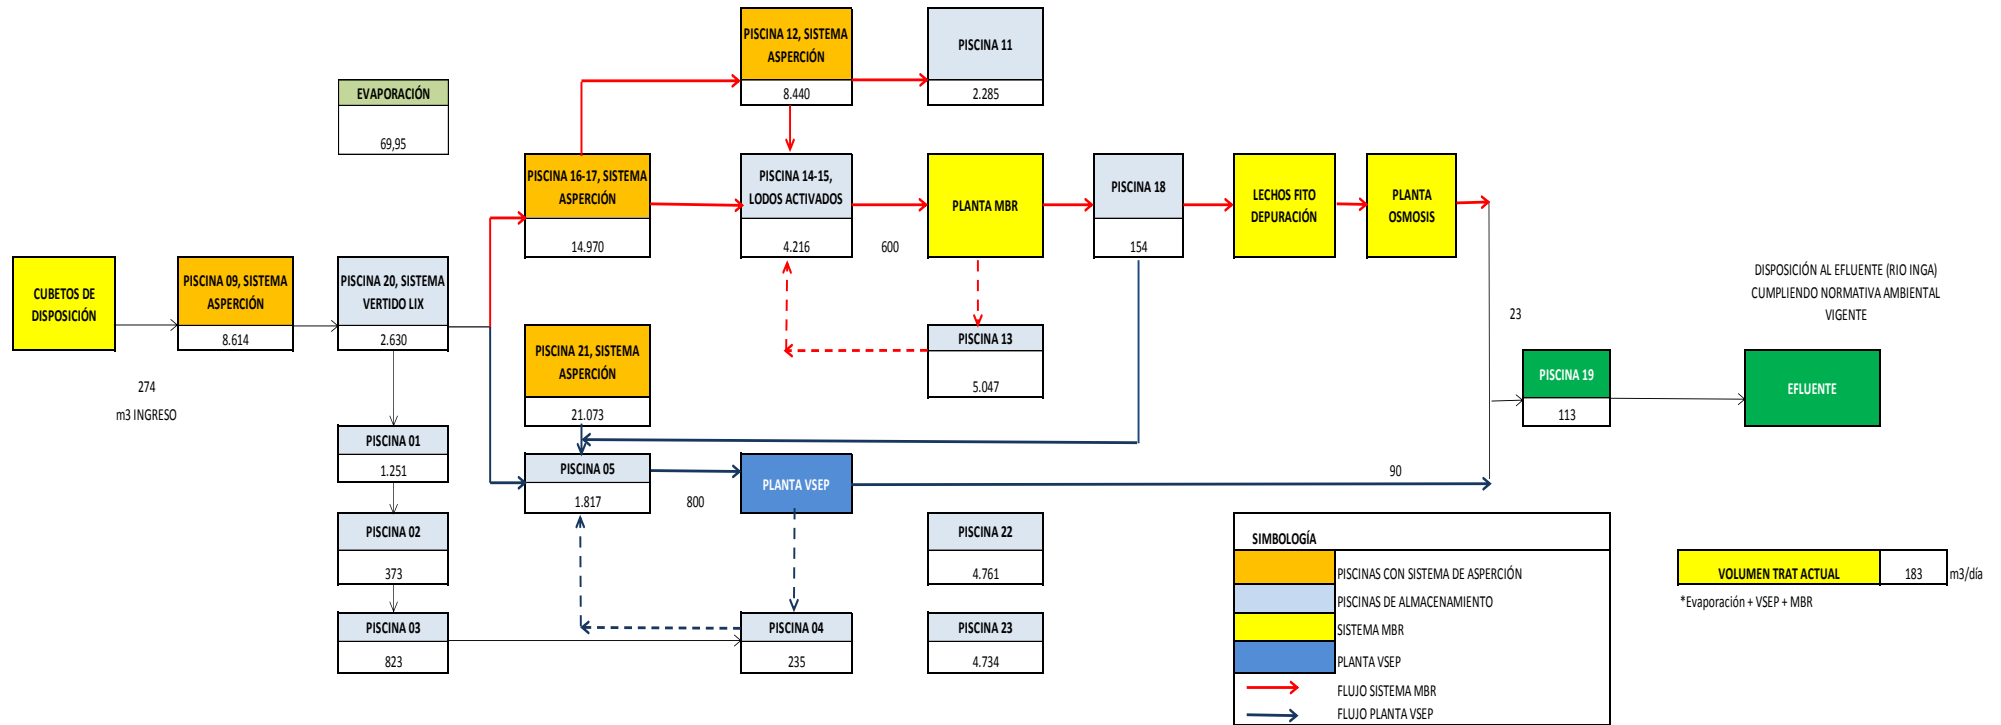 PISCINA 12, SISTEMA
ASPERCIÓN
8.440
PISCINA 11
2.285
EVAPORACIÓN
69,95
PISCINA 16-17, SISTEMA
ASPERCIÓN
14.970
PISCINA 14-15,
LODOS ACTIVADOS
4.216
600
PLANTA MBR
PISCINA 18
154
LECHOS FITO
DEPURACIÓN
PLANTA
OSMOSIS
CUBETOS DE
DISPOSICIÓN
PISCINA 09, SISTEMA
ASPERCIÓN
8.614
PISCINA 20, SISTEMA
VERTIDO LIX
2.630
274
m3 INGRESO
PISCINA 21, SISTEMA
ASPERCIÓN
21.073
PISCINA 13
5.047
23
DISPOSICIÓN AL EFLUENTE (RIO INGA)
CUMPLIENDO NORMATIVA AMBIENTAL
VIGENTE
PISCINA 19
113
EFLUENTE
PISCINA 01
1.251
PISCINA 05
1.817
800
PLANTA VSEP
90
PISCINA 02
373
PISCINA 22
4.761
PISCINA 03
823
PISCINA 04
235
PISCINA 23
4.734
SIMBOLOGÍA
PISCINAS CON SISTEMA DE ASPERCIÓN
PISCINAS DE ALMACENAMIENTO
SISTEMA MBR
PLANTA VSEP
FLUJO SISTEMA MBR
FLUJO PLANTA VSEP
VOLUMEN TRAT ACTUAL
183
m3/día
*Evaporación + VSEP + MBR